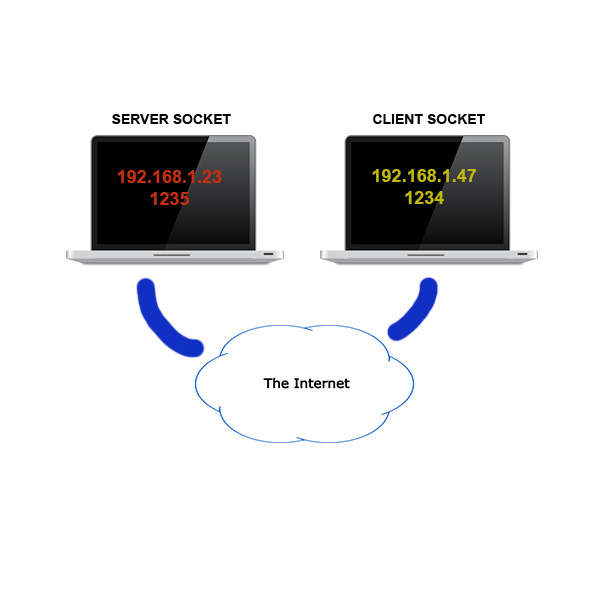 SERVER SOCKET
CLIENT SOCKET
192.168.1.23
1235
192.168.1.47
1234
The Internet